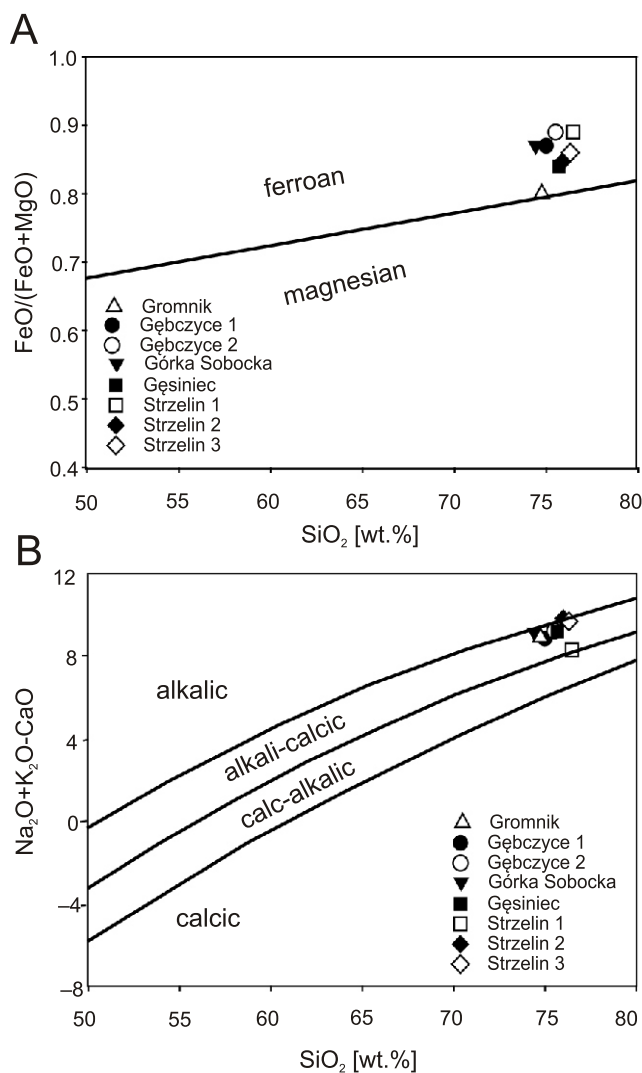 A
1.0
0.9
0.8
0.7
0.6
0.5
0.4
FeO/(FeO+MgO)
ferroan
magnesian
Gromnik
Gębczyce 1
Gębczyce 2
Górka Sobocka
Gęsiniec
Strzelin 1
Strzelin 2
Strzelin 3
50 55 60 65 70 75 80
SiO₂ [wt.%]
B
12
8
4
0
–4
–8
Na₂O+K₂O-CaO
alkalic
alkali-calcic
calc-alkalic
calcic
Gromnik
Gębczyce 1
Gębczyce 2
Górka Sobocka
Gęsiniec
Strzelin 1
Strzelin 2
Strzelin 3
50 55 60 65 70 75 80
SiO₂ [wt.%]